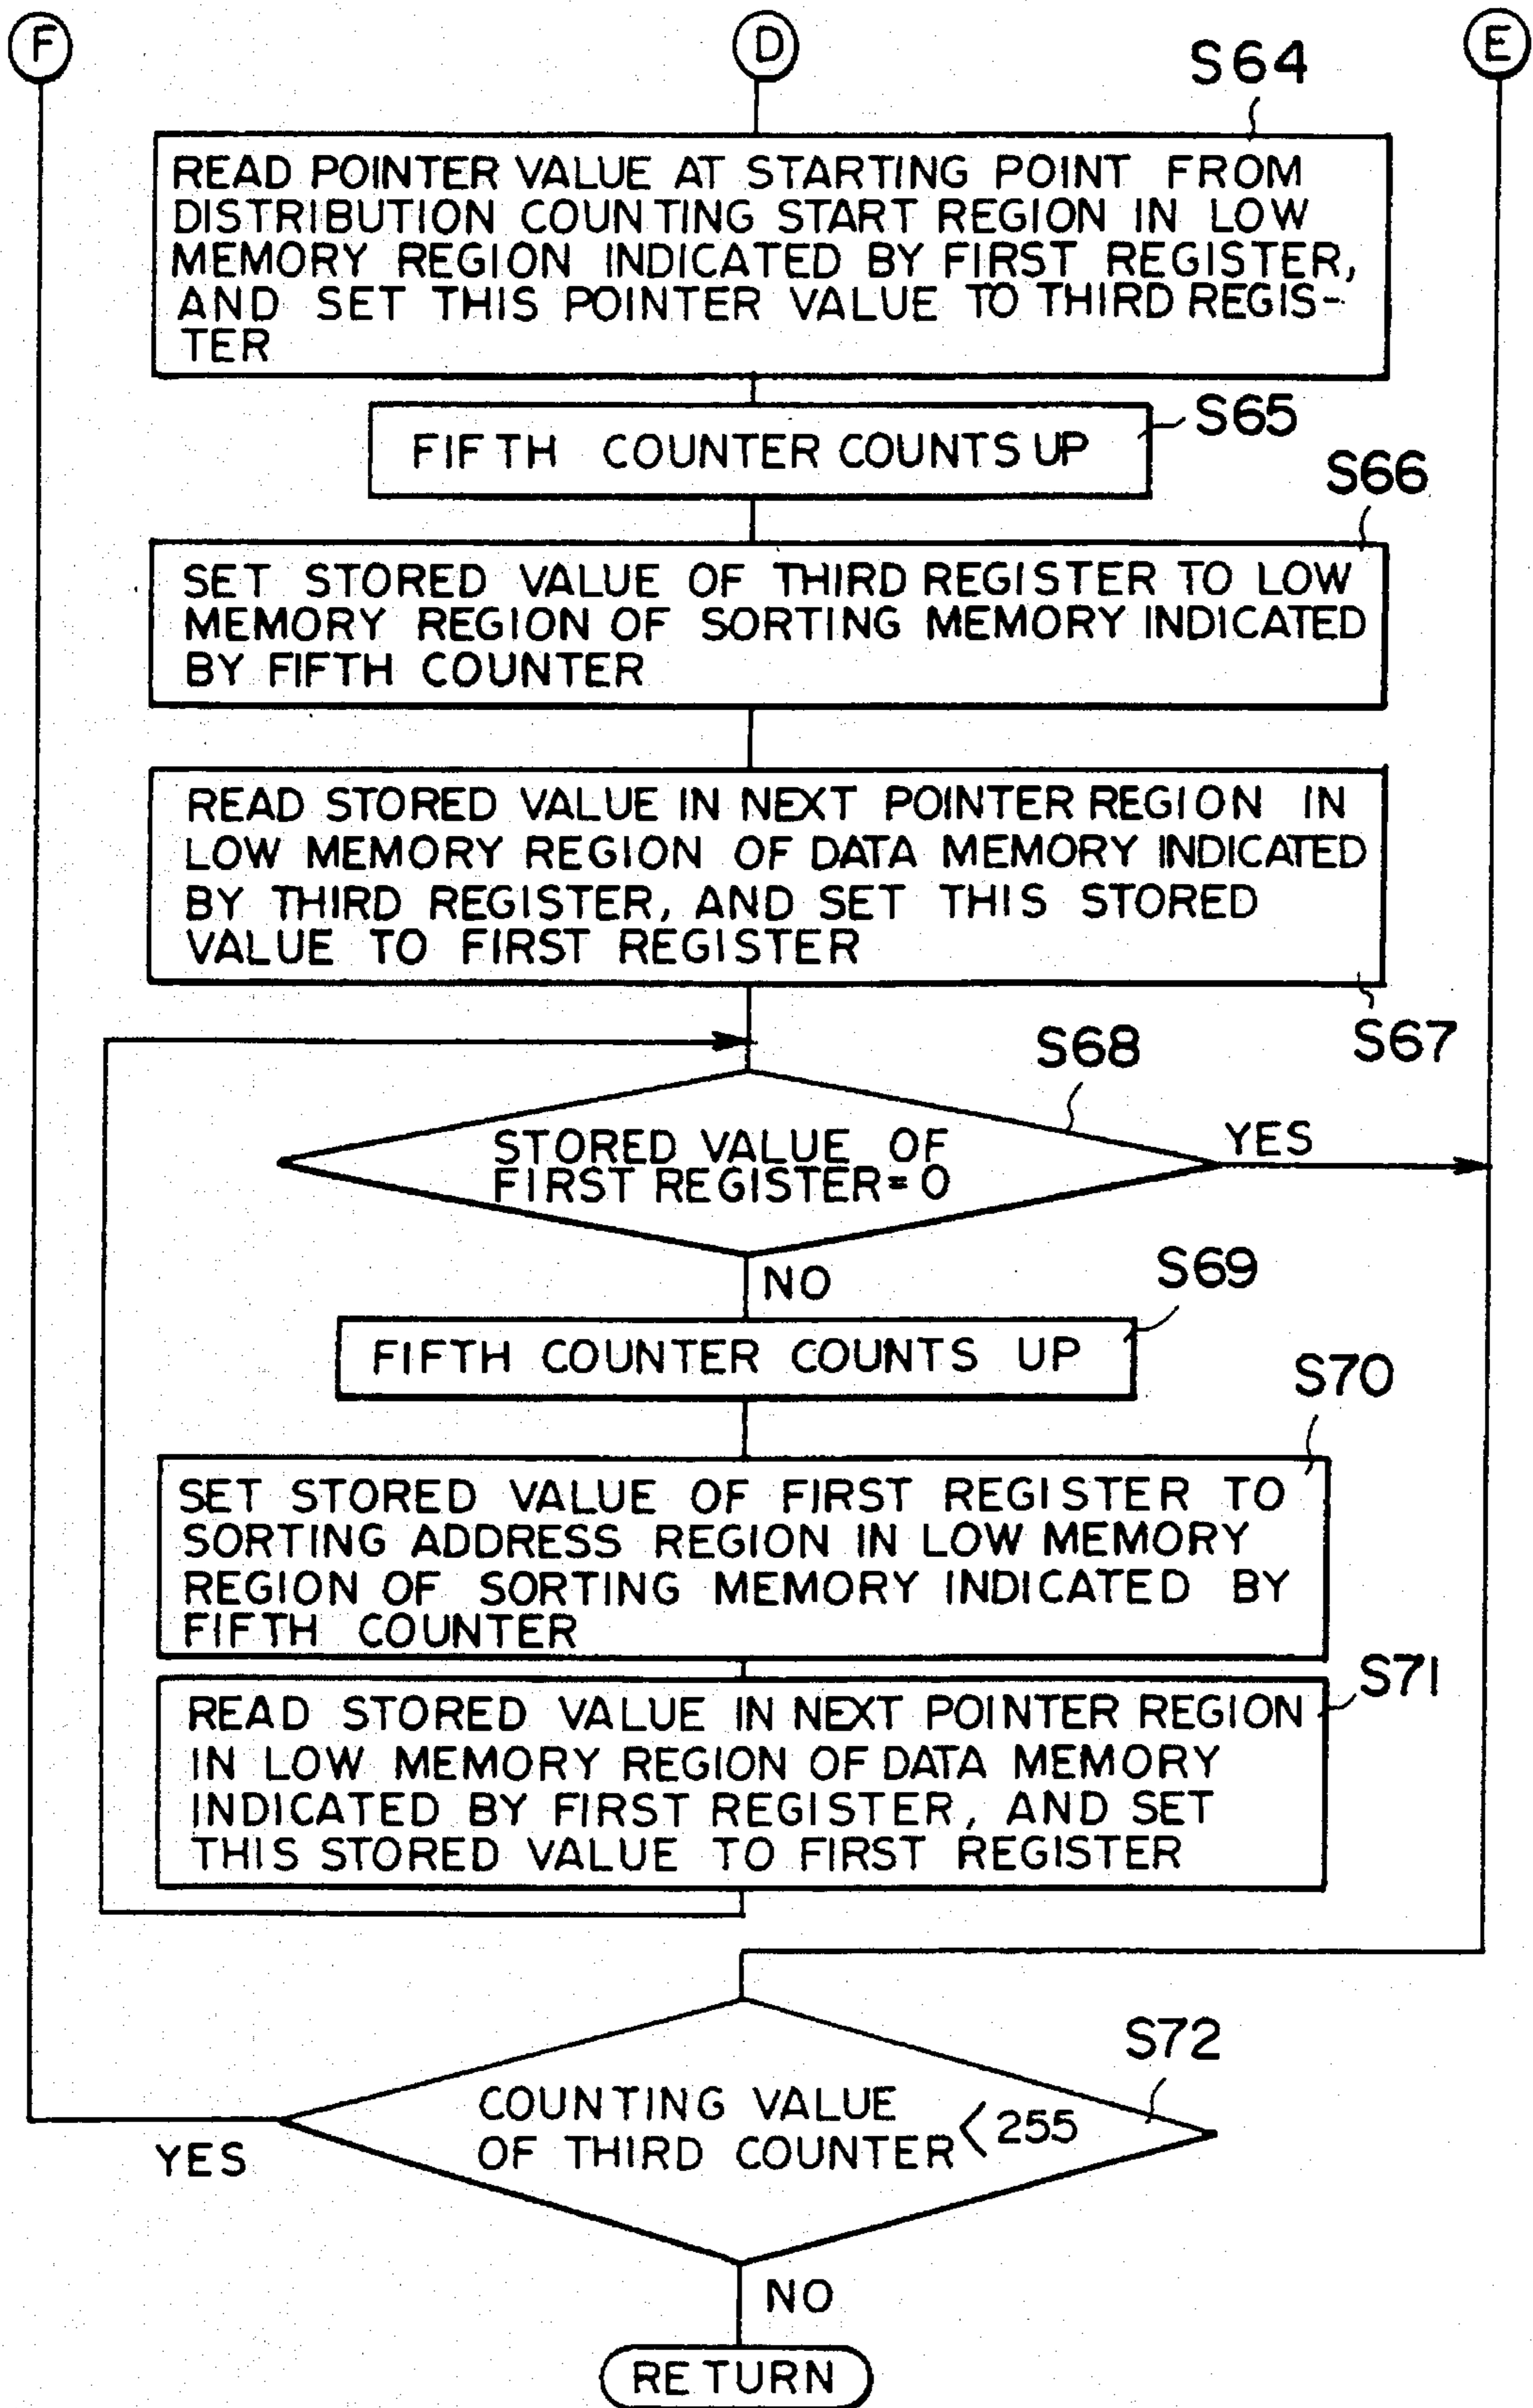 F
D
E
S64
READ POINTER VALUE AT STARTING POINT FROM
DISTRIBUTION COUNTING START REGION IN LOW
MEMORY REGION INDICATED BY FIRST REGISTER,
AND SET THIS POINTER VALUE TO THIRD REGIS-
TER
S65
FIFTH COUNTER COUNTS UP
S66
SET STORED VALUE OF THIRD REGISTER TO LOW
MEMORY REGION OF SORTING MEMORY INDICATED
BY FIFTH COUNTER
READ STORED VALUE IN NEXT POINTER REGION IN
LOW MEMORY REGION OF DATA MEMORY INDICATED
BY THIRD REGISTER, AND SET THIS STORED
VALUE TO FIRST REGISTER
S67
S68
STORED VALUE OF
FIRST REGISTER=0
YES
NO
S69
FIFTH COUNTER COUNTS UP
S70
SET STORED VALUE OF FIRST REGISTER TO
SORTING ADDRESS REGION IN LOW MEMORY
REGION OF SORTING MEMORY INDICATED BY
FIFTH COUNTER
S71
READ STORED VALUE IN NEXT POINTER REGION
IN LOW MEMORY REGION OF DATA MEMORY
INDICATED BY FIRST REGISTER, AND SET
THIS STORED VALUE TO FIRST REGISTER
S72
COUNTING VALUE
OF THIRD COUNTER < 255
YES
NO
RETURN